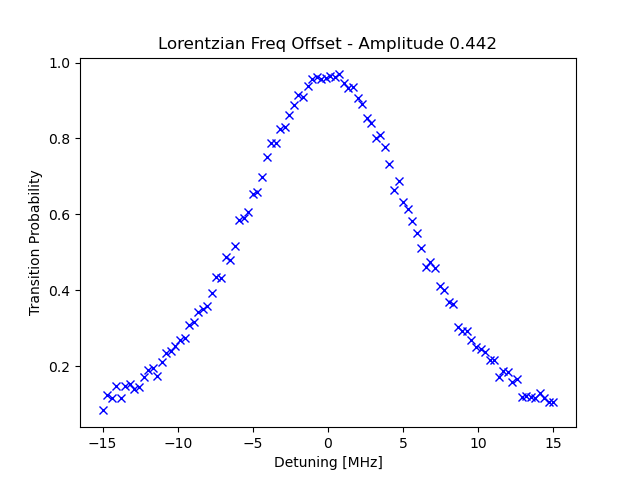 Lorentzian Freq Offset - Amplitude 0.442
Transition Probability
1.0
0.8
0.6
0.4
0.2
−15 −10 −5 0 5 10 15
Detuning [MHz]